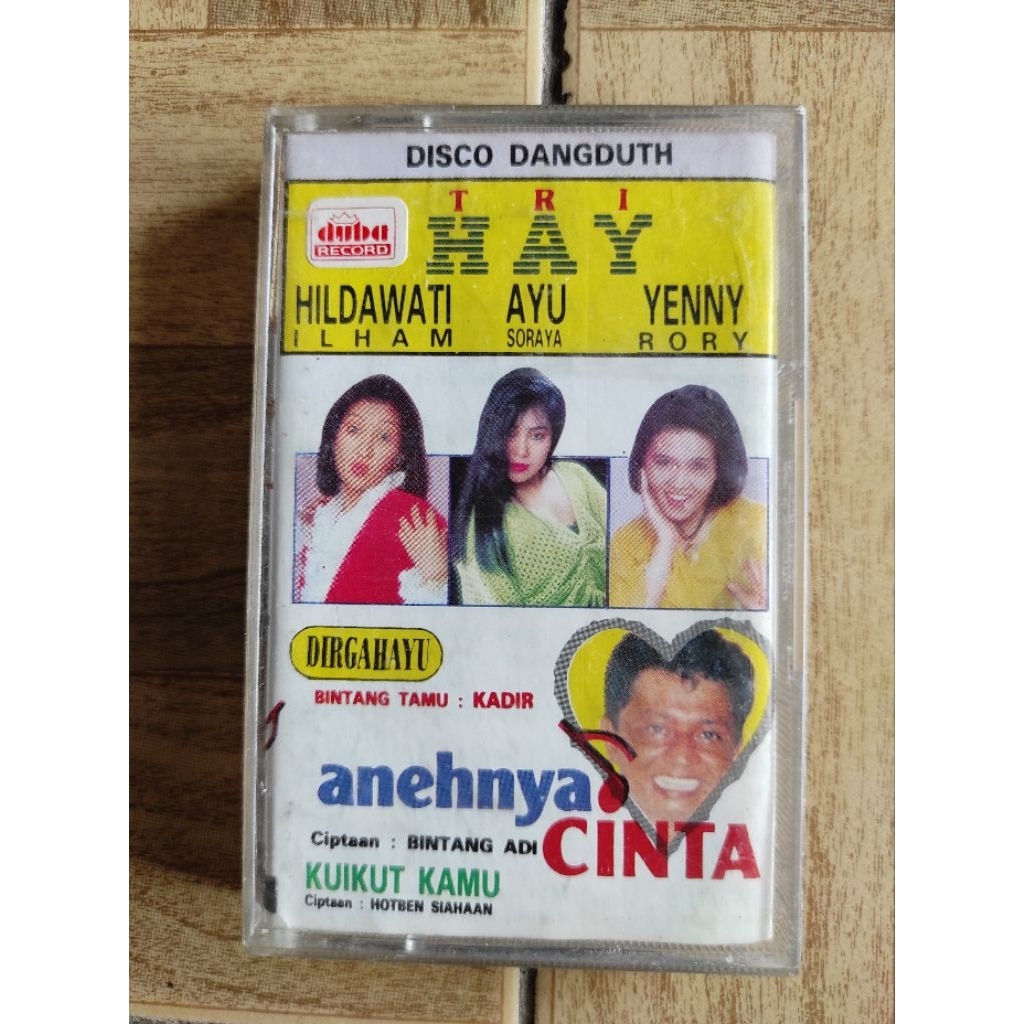 DISCO DANGDUTH
TRI
duba
RECORD
HAY
HILDAWATI AYU YENNY
ILHAM SORAYA RORY
DIRGAHAYU
BINTANG TAMU : KADIR
anehnya
CINTA
Ciptaan : BINTANG ADI
KUIKUT KAMU
Ciptaan : HOTBEN SIAHAAN